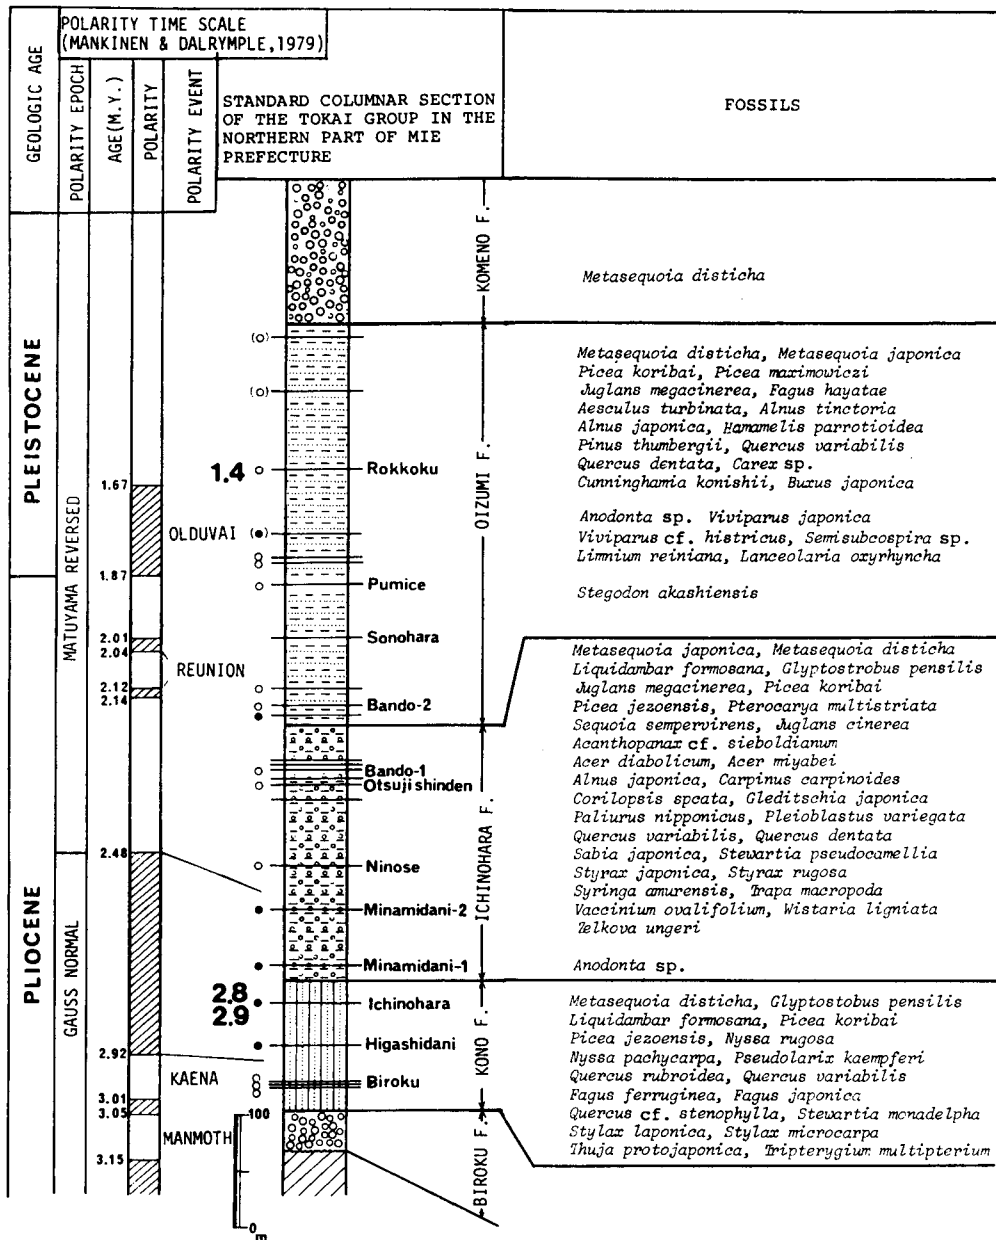 POLARITY TIME SCALE
(MANKINEN & DALRYMPLE,1979)
GEOLOGIC AGE
POLARITY EPOCH
AGE(M.Y.)
POLARITY
POLARITY EVENT
STANDARD COLUMNAR SECTION
OF THE TOKAI GROUP IN THE
NORTHERN PART OF MIE
PREFECTURE
FOSSILS
PLEISTOCENE
PLIOCENE
MATUYAMA REVERSED
GAUSS NORMAL
1.67
1.87
2.01
2.04
2.12
2.14
2.48
2.92
3.01
3.05
3.15
OLDUVAI
REUNION
KAENA
MANMOTH
1.4
2.8
2.9
Rokkoku
Pumice
Sonohara
Bando-2
Bando-1
Otsujishinden
Ninose
Minamidani-2
Minamidani-1
Ichinohara
Higashidani
Biroku
100
0
m
KOMENO F.
OIZUMI F.
ICHINOHARA F.
KONO F.
BIROKU F.
Metasequoia disticha
Metasequoia disticha, Metasequoia japonica
Picea koribai, Picea maximowiczi
Juglans megacinerea, Fagus hayatae
Aesculus turbinata, Alnus tinctoria
Alnus japonica, Hamamelis parrotioidea
Pinus thumbergii, Quercus variabilis
Quercus dentata, Carex sp.
Cunninghamia konishii, Buxus japonica
Anodonta sp. Viviparus japonica
Viviparus cf. histricus, Semisubcospira sp.
Limnium reiniana, Lanceolaria oxyrhyncha
Stegodon akashiensis
Metasequoia japonica, Metasequoia disticha
Liquidambar formosana, Glyptostrobus pensilis
Juglans megacinerea, Picea koribai
Picea jezoensis, Pterocarya multistriata
Sequoia sempervirens, Juglans cinerea
Acanthopanax cf. sieboldianum
Acer diabolicum, Acer miyabei
Alnus japonica, Carpinus carpinoides
Corilopsis spcata, Gleditschia japonica
Paliurus nipponicus, Pleioblastus variegata
Quercus variabilis, Quercus dentata
Sabia japonica, Stewartia pseudocamellia
Styrax japonica, Styrax rugosa
Syringa amurensis, Trapa macropoda
Vaccinium ovalifolium, Wistaria ligniata
Zelkova ungeri
Anodonta sp.
Metasequoia disticha, Glyptostobus pensilis
Liquidambar formosana, Picea koribai
Picea jezoensis, Nyssa rugosa
Nyssa pachycarpa, Pseudolarix kaempferi
Quercus rubroidea, Quercus variabilis
Fagus ferruginea, Fagus japonica
Quercus cf. stenophylla, Stewartia monadelpha
Stylax laponica, Stylax microcarpa
Thuja protojaponica, Tripterygium multipterium